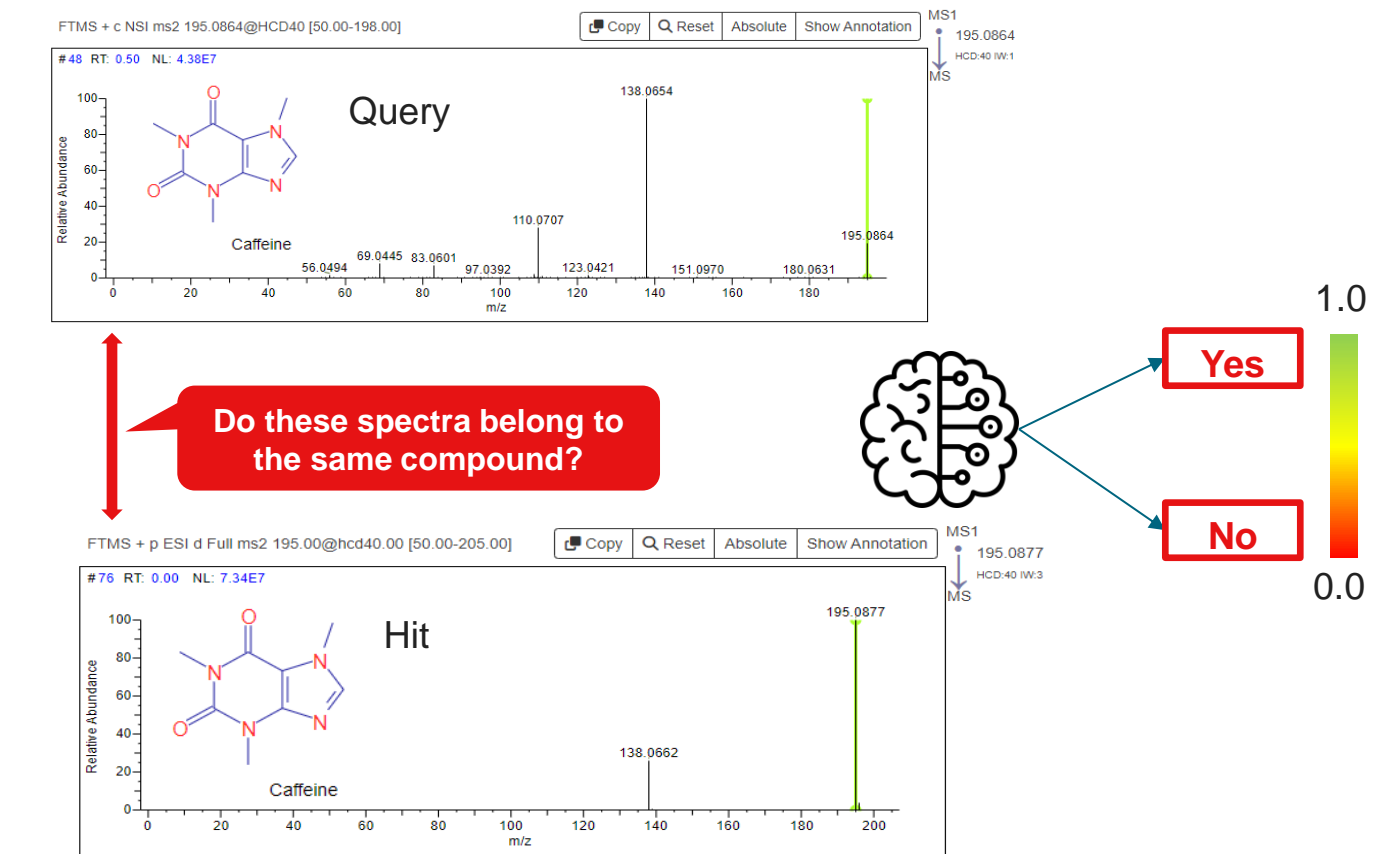 FTMS + c NSI ms2 195.0864@HCD40 [50.00-198.00]
Copy Reset Absolute Show Annotation
MS1
195.0864
HCD:40 IW:1
MS
#48 RT: 0.50 NL: 4.38E7
Query
Relative Abundance
100
80
60
40
20
0
O
N
N
O
N
N
Caffeine
56.0494
69.0445
83.0601
97.0392
110.0707
123.0421
138.0654
151.0970
180.0631
195.0864
0 20 40 60 80 100 120 140 160 180
m/z
Do these spectra belong to
the same compound?
Yes
No
1.0
0.0
FTMS + p ESI d Full ms2 195.00@hcd40.00 [50.00-205.00]
Copy Reset Absolute Show Annotation
MS1
195.0877
HCD:40 IW:3
MS
#76 RT: 0.00 NL: 7.34E7
Hit
Relative Abundance
100
80
60
40
20
0
O
N
N
O
N
N
Caffeine
138.0662
195.0877
0 20 40 60 80 100 120 140 160 180 200
m/z